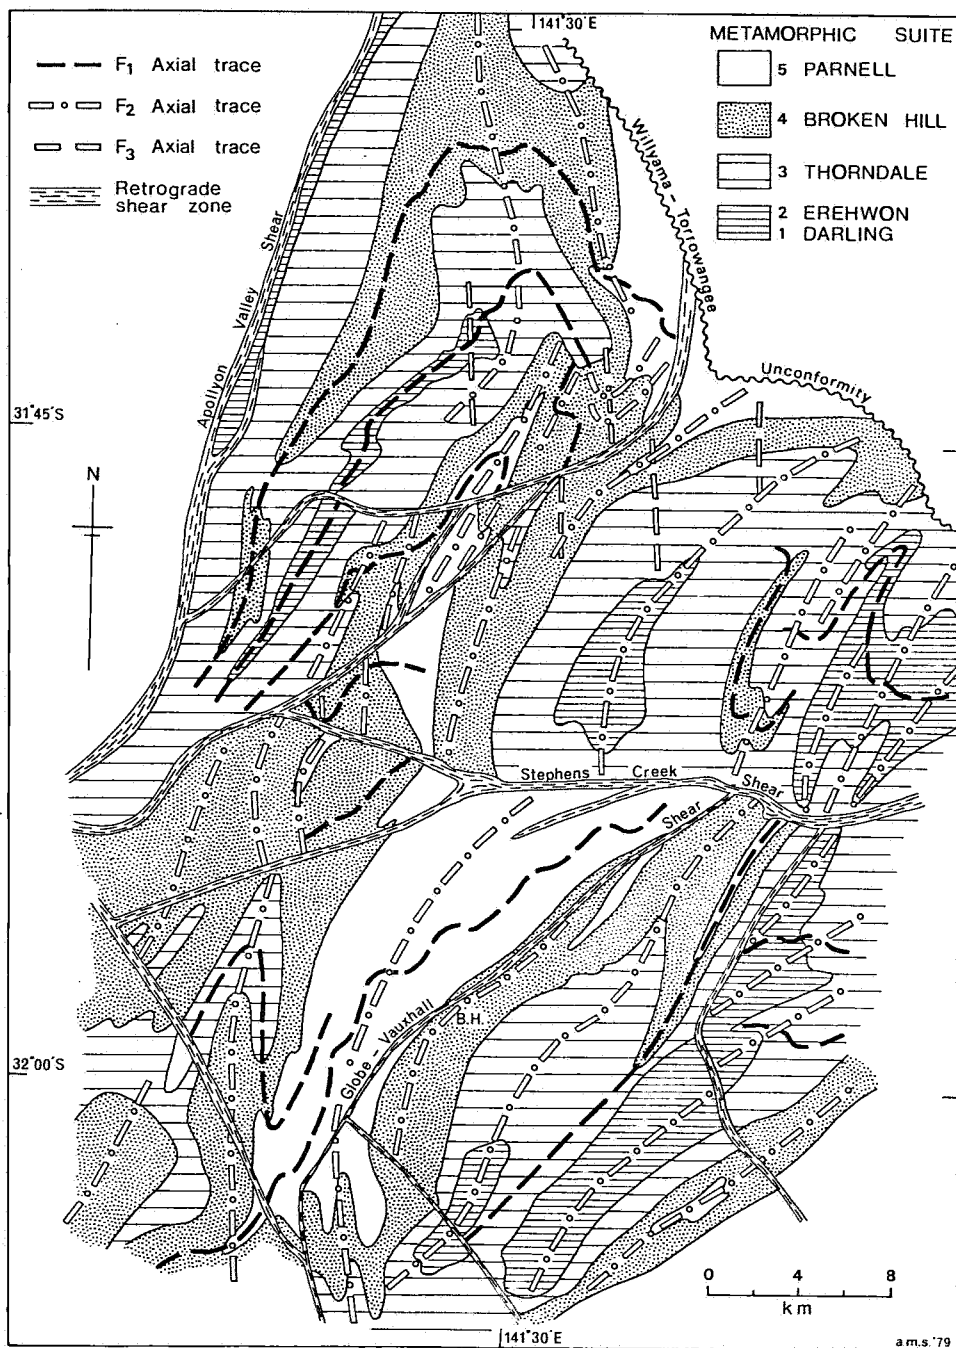 141°30'E
METAMORPHIC SUITE
5 PARNELL
4 BROKEN HILL
3 THORNDALE
2 EREHWON
1 DARLING
F1 Axial trace
F2 Axial trace
F3 Axial trace
Retrograde
shear zone
Willyama - Torrowangee
Unconformity
Apollyon Valley Shear
31°45'S
N
Stephens Creek Shear
Globe - Vauxhall Shear
B.H.
32°00'S
0 4 8
km
141°30'E
a.m.s.'79